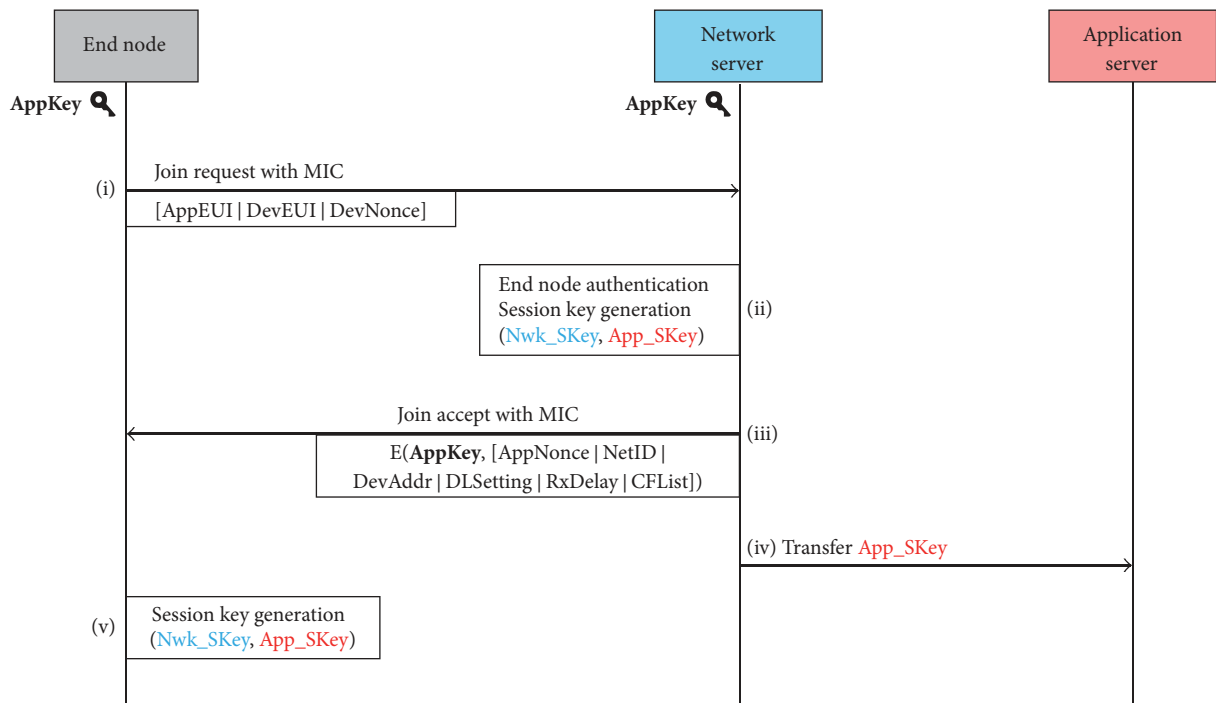 End node
Network
server
Application
server
AppKey
AppKey
Join request with MIC
(i)
[AppEUI | DevEUI | DevNonce]
End node authentication
Session key generation
(Nwk_SKey, App_SKey)
(ii)
Join accept with MIC
(iii)
E(AppKey, [AppNonce | NetID |
DevAddr | DLSetting | RxDelay | CFList])
(iv) Transfer App_SKey
Session key generation
(Nwk_SKey, App_SKey)
(v)